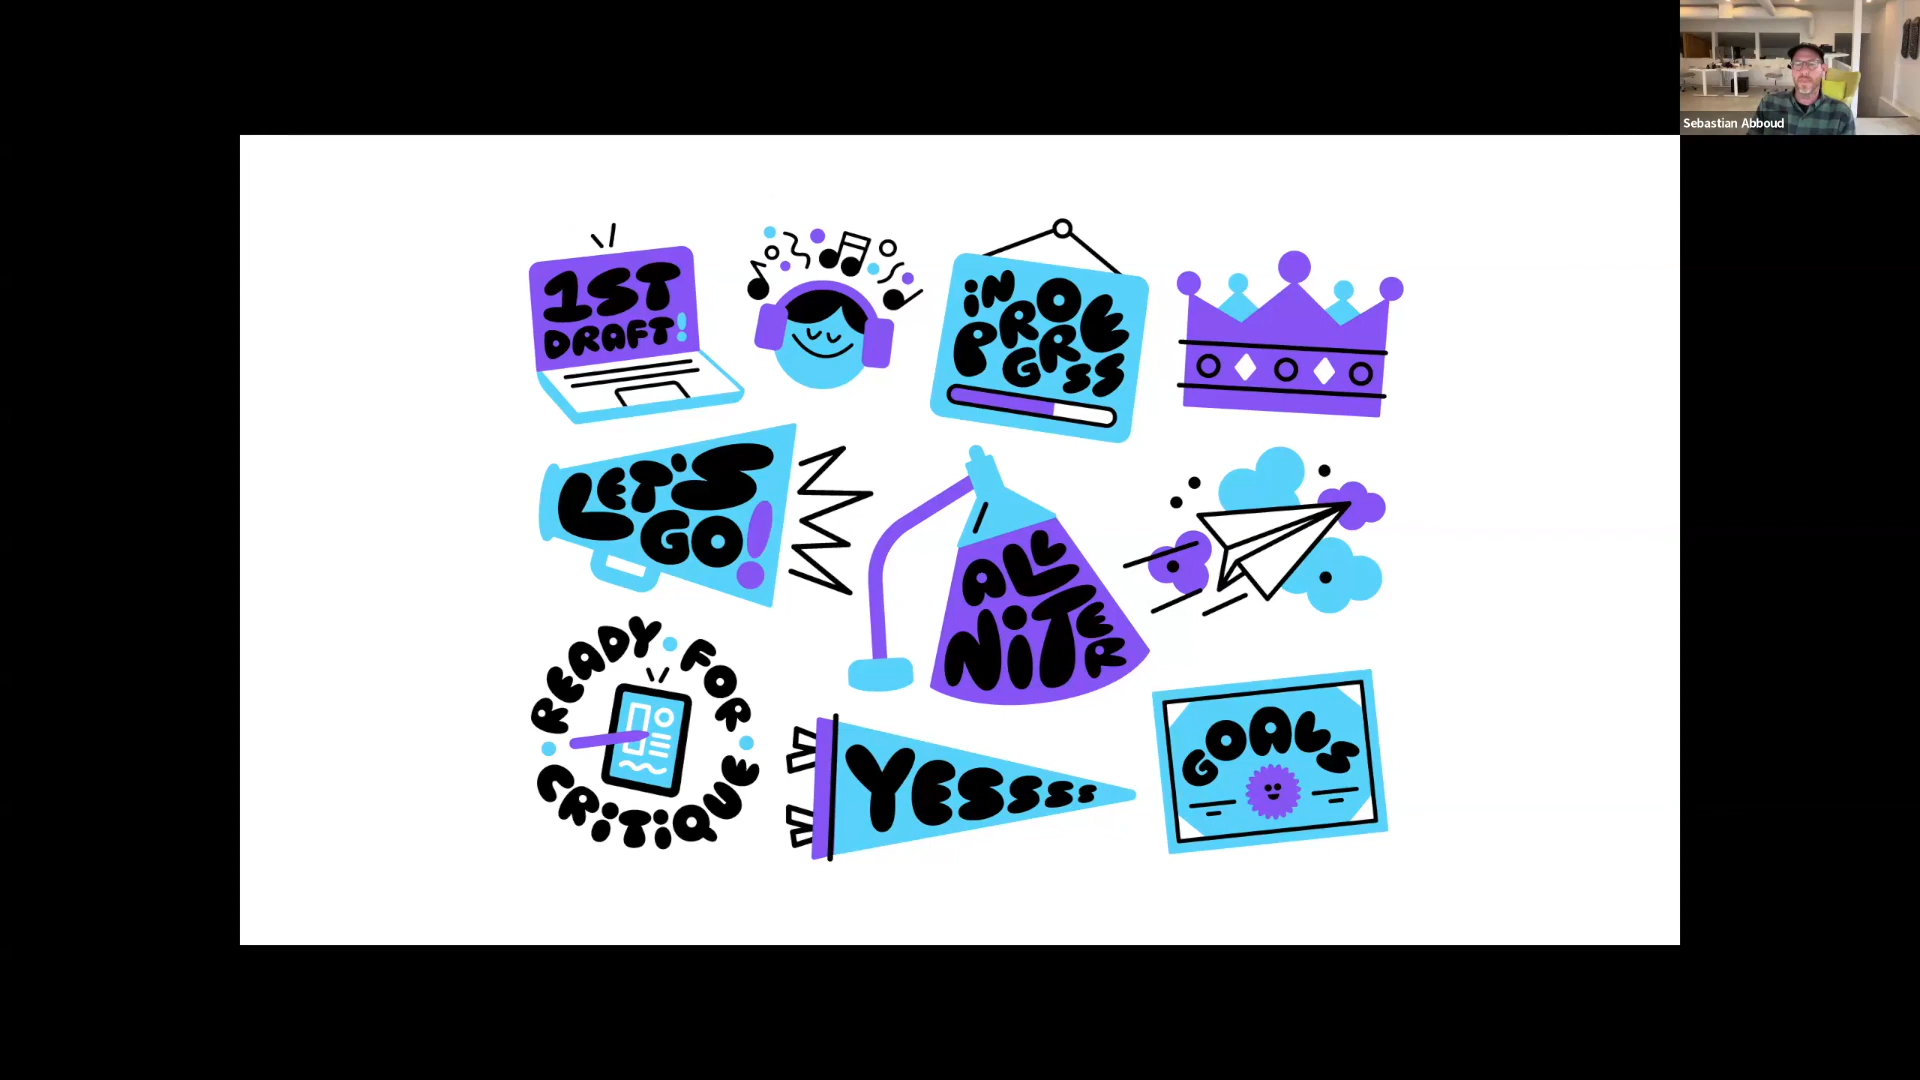 Sebastian Abboud
1ST
DRAFT!
iN
PROGRESS
LET'S
GO!
ALL
NiTER
READY FOR
CRiTiQUE
YESSSSS
GOALS